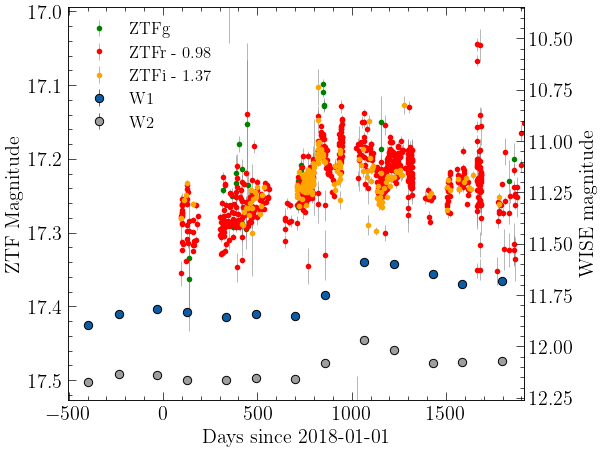 ZTFg
ZTFr - 0.98
ZTFi - 1.37
W1
W2
17.0
17.1
17.2
17.3
17.4
17.5
10.50
10.75
11.00
11.25
11.50
11.75
12.00
12.25
−500
0
500
1000
1500
ZTF Magnitude
WISE magnitude
Days since 2018-01-01